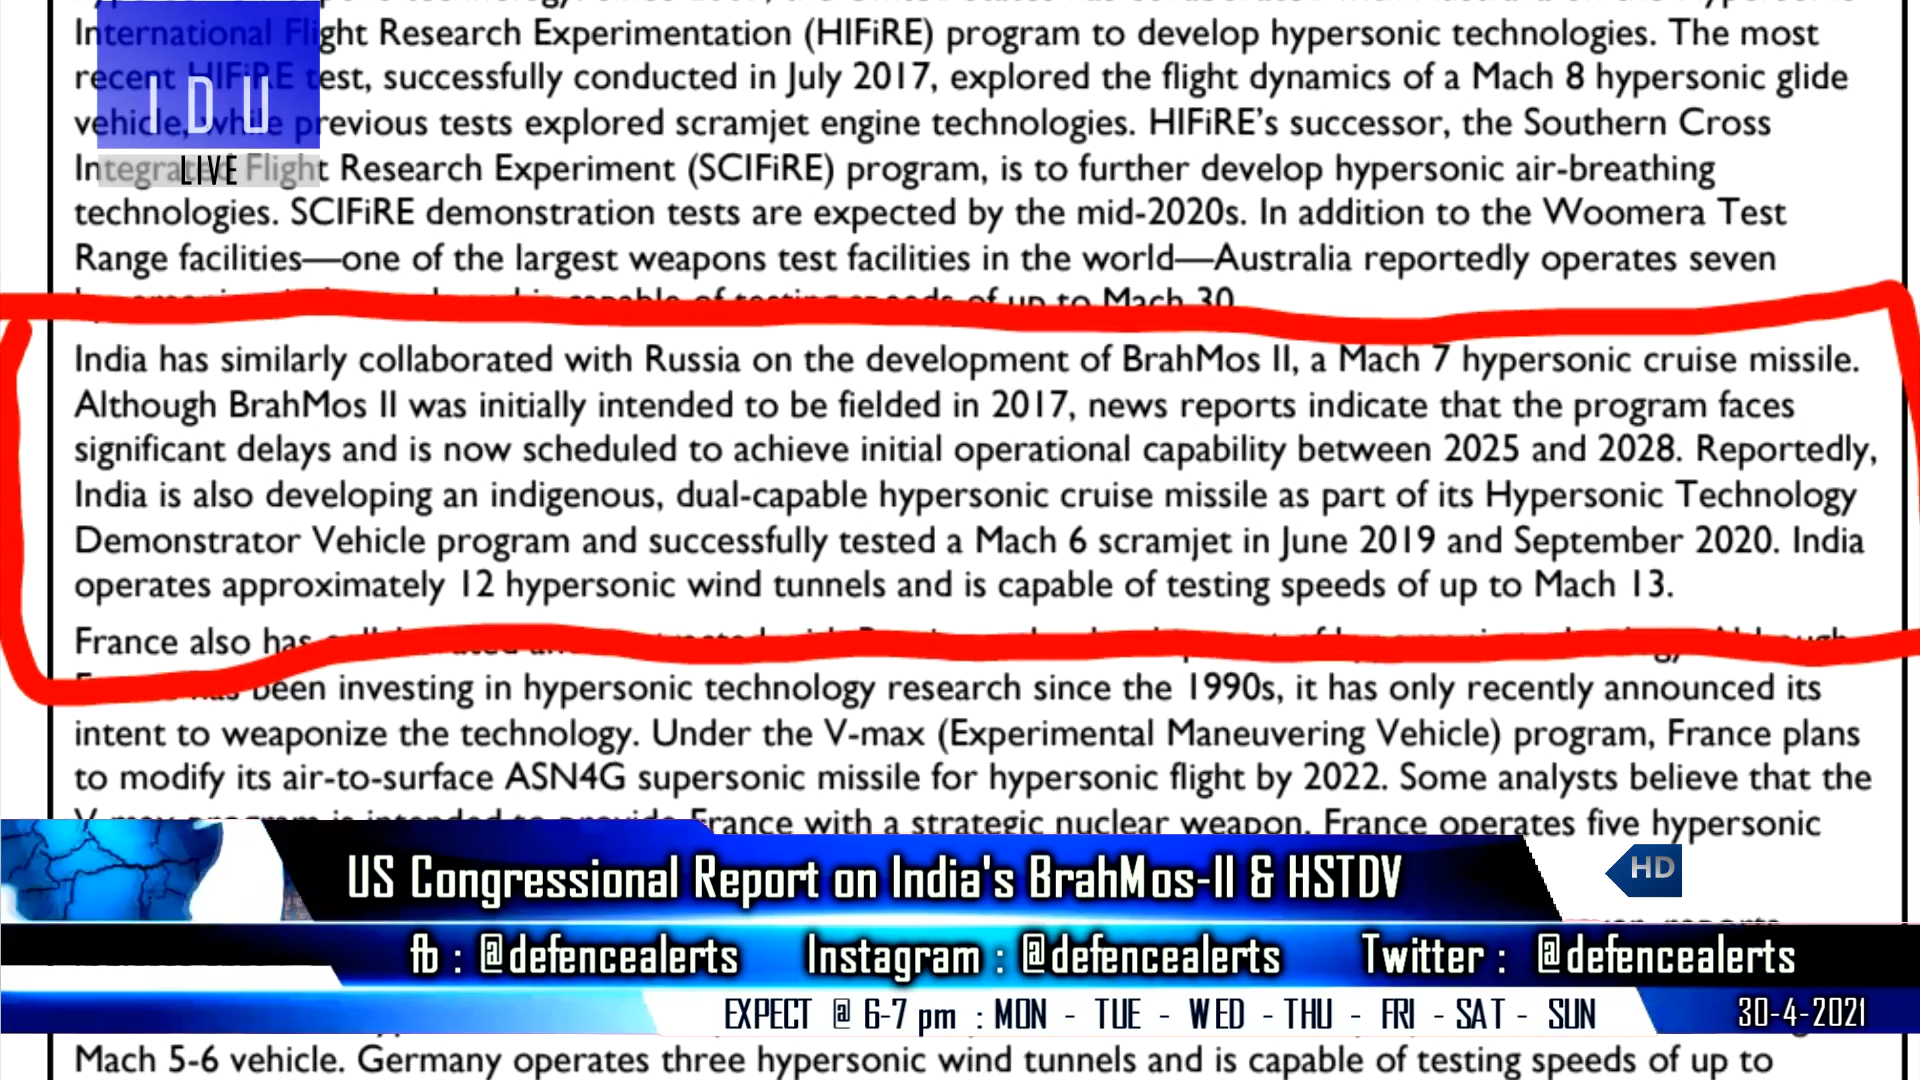 International Flight Research Experimentation (HIFiRE) program to develop hypersonic technologies. The most
recent HIFiRE test, successfully conducted in July 2017, explored the flight dynamics of a Mach 8 hypersonic glide
IDU
vehicle, while previous tests explored scramjet engine technologies. HIFiRE's successor, the Southern Cross
LIVE
Integrated Flight Research Experiment (SCIFiRE) program, is to further develop hypersonic air-breathing
technologies. SCIFiRE demonstration tests are expected by the mid-2020s. In addition to the Woomera Test
Range facilities—one of the largest weapons test facilities in the world—Australia reportedly operates seven
capable of testing speeds of up to Mach 30.
India has similarly collaborated with Russia on the development of BrahMos II, a Mach 7 hypersonic cruise missile.
Although BrahMos II was initially intended to be fielded in 2017, news reports indicate that the program faces
significant delays and is now scheduled to achieve initial operational capability between 2025 and 2028. Reportedly,
India is also developing an indigenous, dual-capable hypersonic cruise missile as part of its Hypersonic Technology
Demonstrator Vehicle program and successfully tested a Mach 6 scramjet in June 2019 and September 2020. India
operates approximately 12 hypersonic wind tunnels and is capable of testing speeds of up to Mach 13.
France also has
been investing in hypersonic technology research since the 1990s, it has only recently announced its
intent to weaponize the technology. Under the V-max (Experimental Maneuvering Vehicle) program, France plans
to modify its air-to-surface ASN4G supersonic missile for hypersonic flight by 2022. Some analysts believe that the
V-max program is intended to provide France with a strategic nuclear weapon. France operates five hypersonic
US Congressional Report on India's BrahMos-II & HSTDV
HD
fb : @defencealerts Instagram : @defencealerts Twitter : @defencealerts
EXPECT @ 6-7 pm : MON - TUE - WED - THU - FRI - SAT - SUN 30-4-2021
Mach 5-6 vehicle. Germany operates three hypersonic wind tunnels and is capable of testing speeds of up to